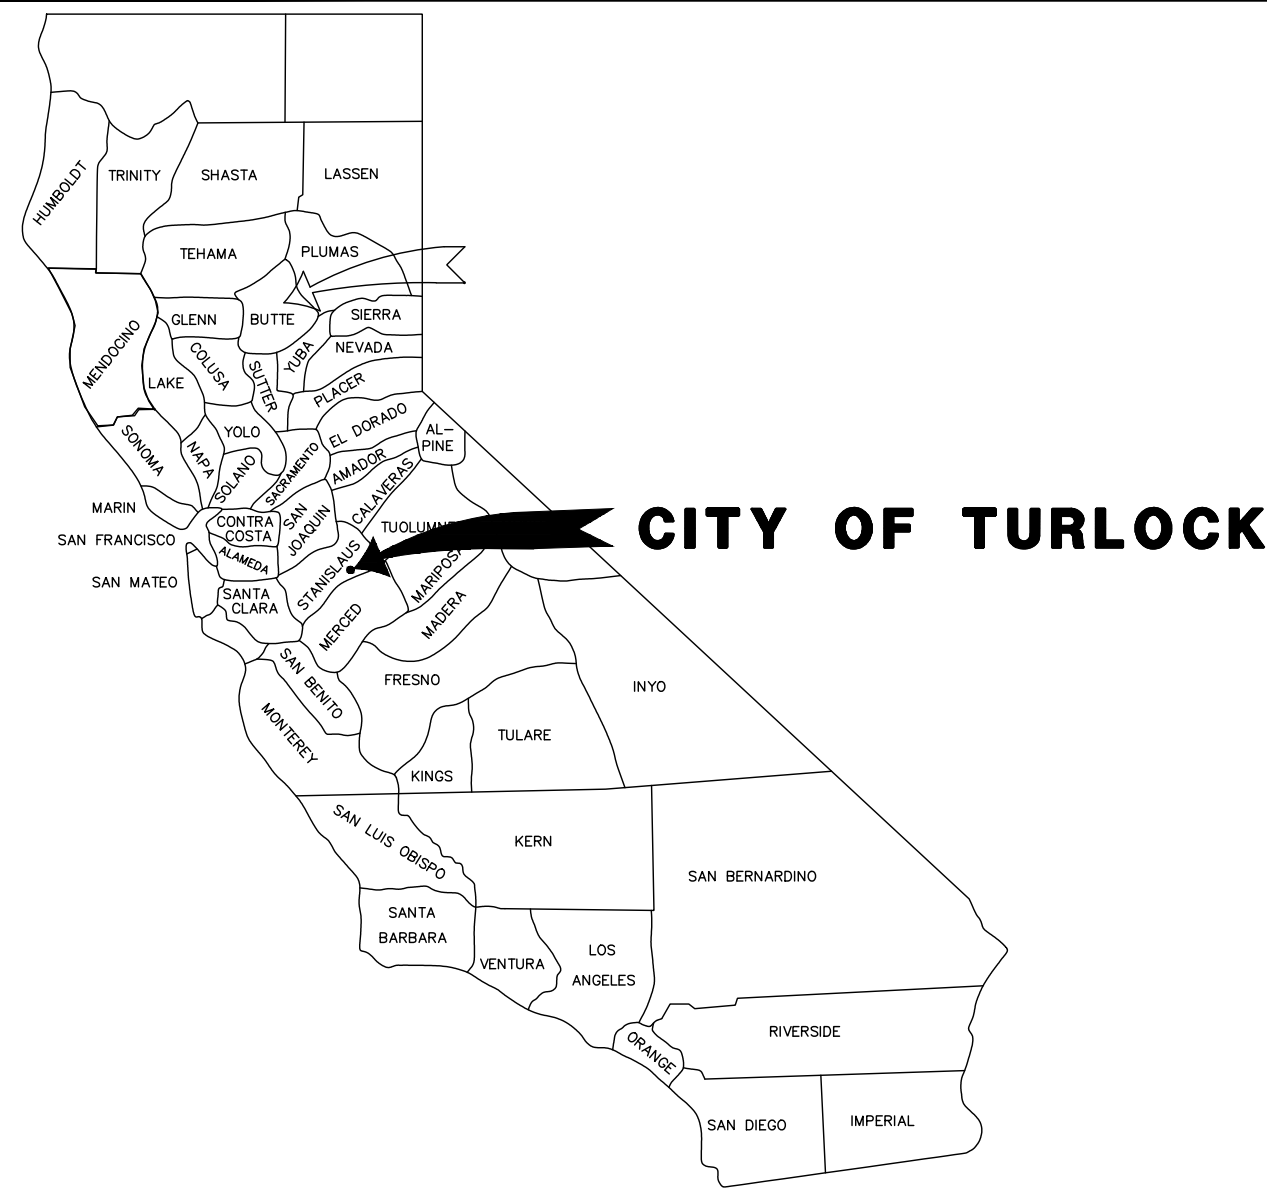 HUMBOLDT
TRINITY
SHASTA
LASSEN
TEHAMA
PLUMAS
GLENN
BUTTE
SIERRA
MENDOCINO
COLUSA
YUBA
NEVADA
LAKE
SUTTER
PLACER
SONOMA
NAPA
YOLO
EL DORADO
AL-
PINE
SOLANO
SACRAMENTO
AMADOR
CALAVERAS
MARIN
CONTRA
COSTA
SAN
JOAQUIN
TUOLUMNE
CITY OF TURLOCK
SAN FRANCISCO
ALAMEDA
STANISLAUS
MARIPOSA
SAN MATEO
SANTA
CLARA
MERCED
MADERA
SAN BENITO
FRESNO
INYO
MONTEREY
TULARE
KINGS
SAN LUIS OBISPO
KERN
SAN BERNARDINO
SANTA
BARBARA
VENTURA
LOS
ANGELES
ORANGE
RIVERSIDE
SAN DIEGO
IMPERIAL